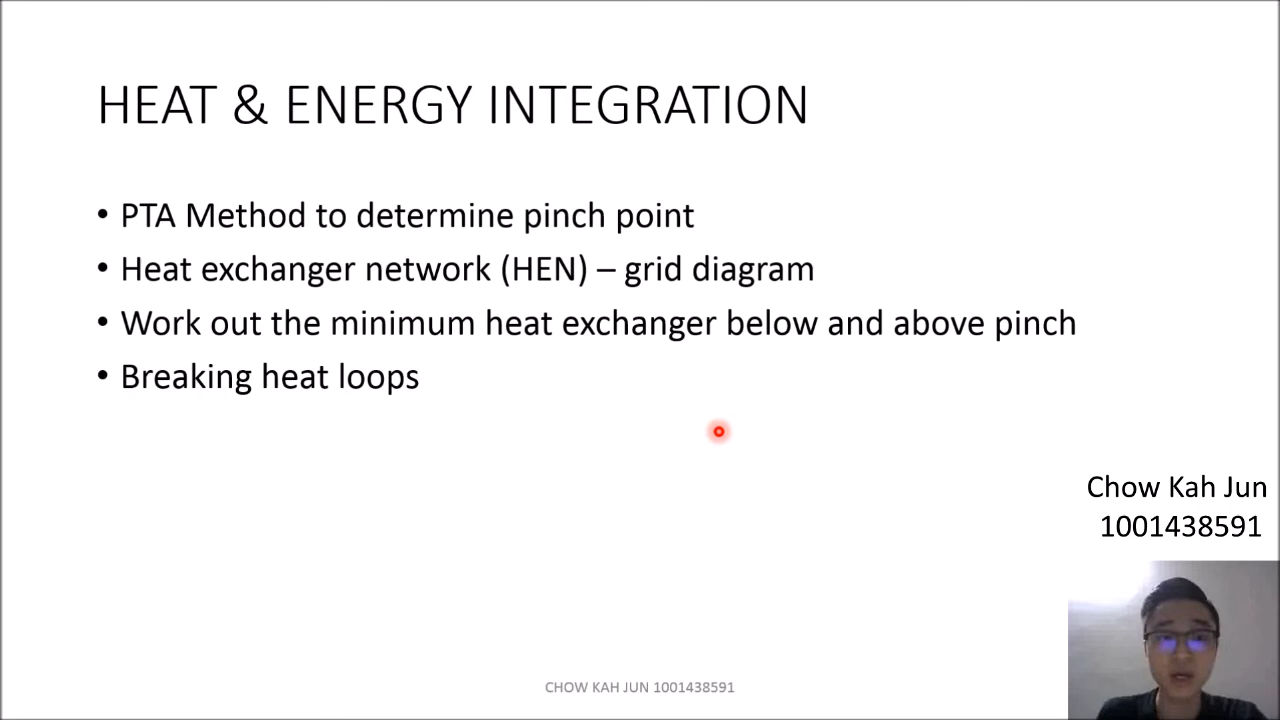 HEAT & ENERGY INTEGRATION
• PTA Method to determine pinch point
• Heat exchanger network (HEN) – grid diagram
• Work out the minimum heat exchanger below and above pinch
• Breaking heat loops
Chow Kah Jun
1001438591
CHOW KAH JUN 1001438591